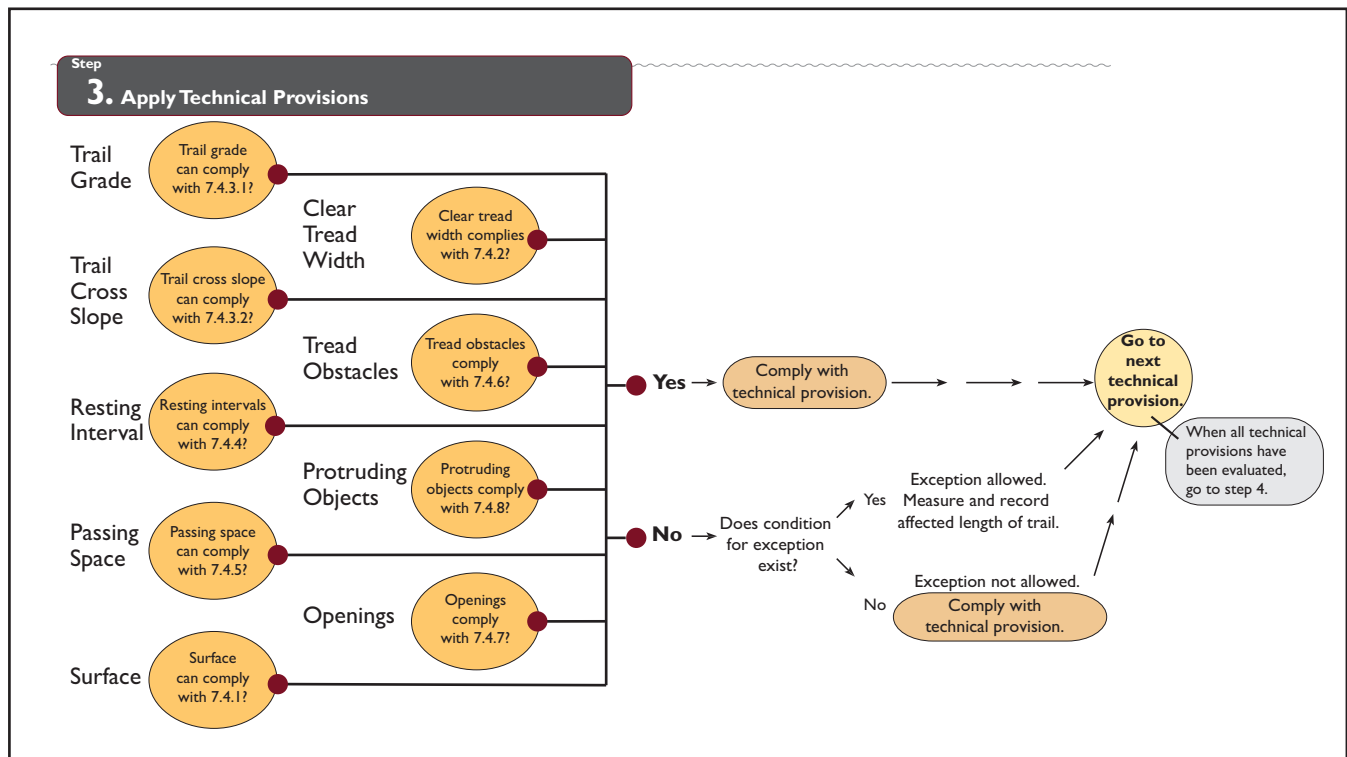 Step
3. Apply Technical Provisions
Trail
Grade
Trail grade
can comply
with 7.4.3.1?
Clear
Tread
Width
Clear tread
width complies
with 7.4.2?
Trail
Cross
Slope
Trail cross slope
can comply
with 7.4.3.2?
Tread
Obstacles
Tread obstacles
comply
with 7.4.6?
Resting
Interval
Resting intervals
can comply
with 7.4.4?
Protruding
Objects
Protruding
objects comply
with 7.4.8?
Passing
Space
Passing space
can comply
with 7.4.5?
Openings
Openings
comply
with 7.4.7?
Surface
Surface
can comply
with 7.4.1?
Yes
Comply with
technical provision.
Go to
next
technical
provision.
When all technical
provisions have
been evaluated,
go to step 4.
No
Does condition
for exception
exist?
Yes
Exception allowed.
Measure and record
affected length of trail.
No
Exception not allowed.
Comply with
technical provision.